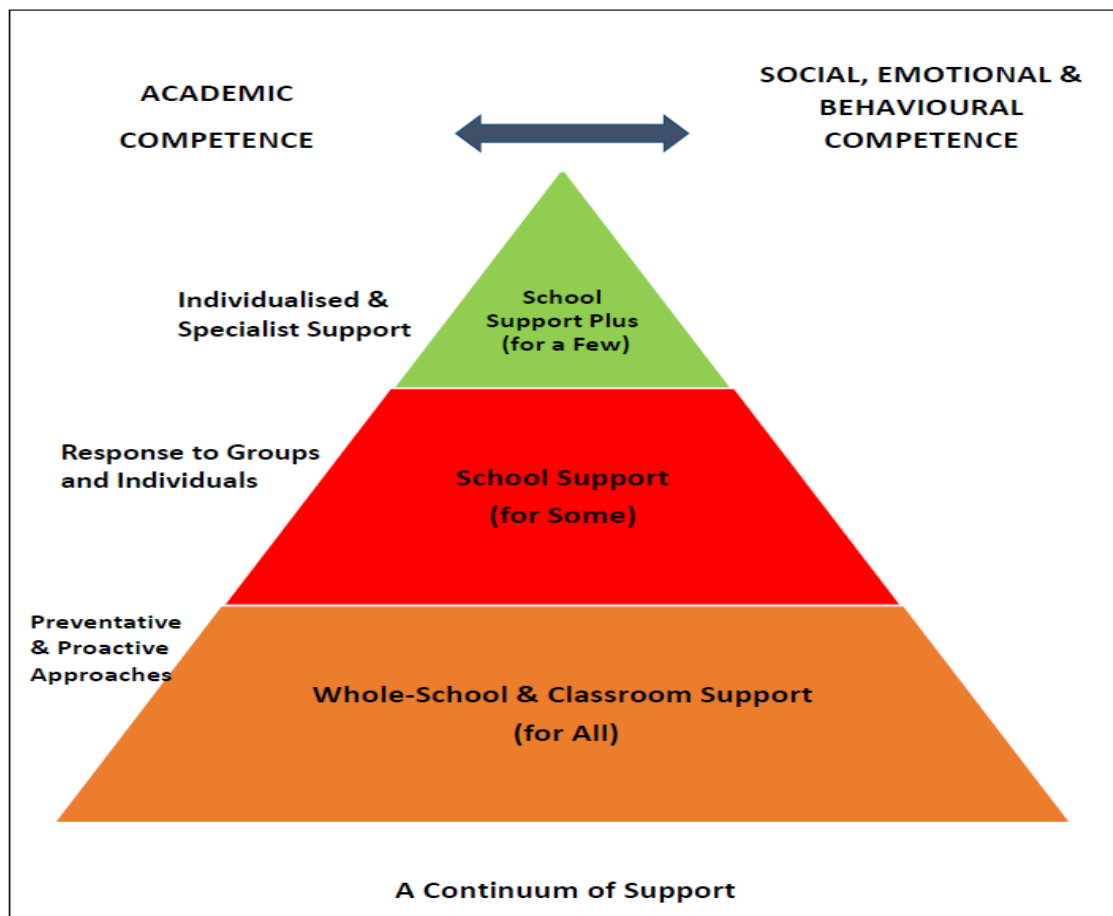 ACADEMIC
COMPETENCE
SOCIAL, EMOTIONAL &
BEHAVIOURAL
COMPETENCE
Individualised &
Specialist Support
School
Support Plus
(for a Few)
Response to Groups
and Individuals
School Support
(for Some)
Preventative
& Proactive
Approaches
Whole-School & Classroom Support
(for All)
A Continuum of Support